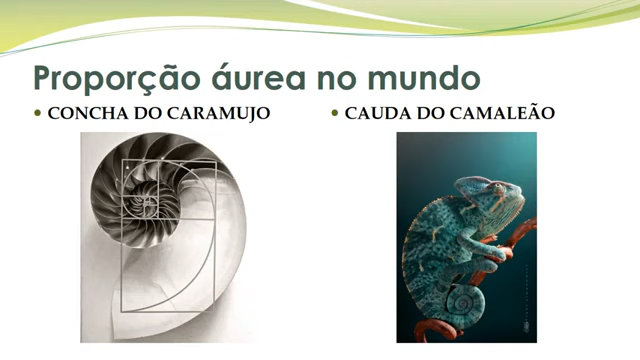 Proporção áurea no mundo
• CONCHA DO CARAMUJO
• CAUDA DO CAMALEÃO